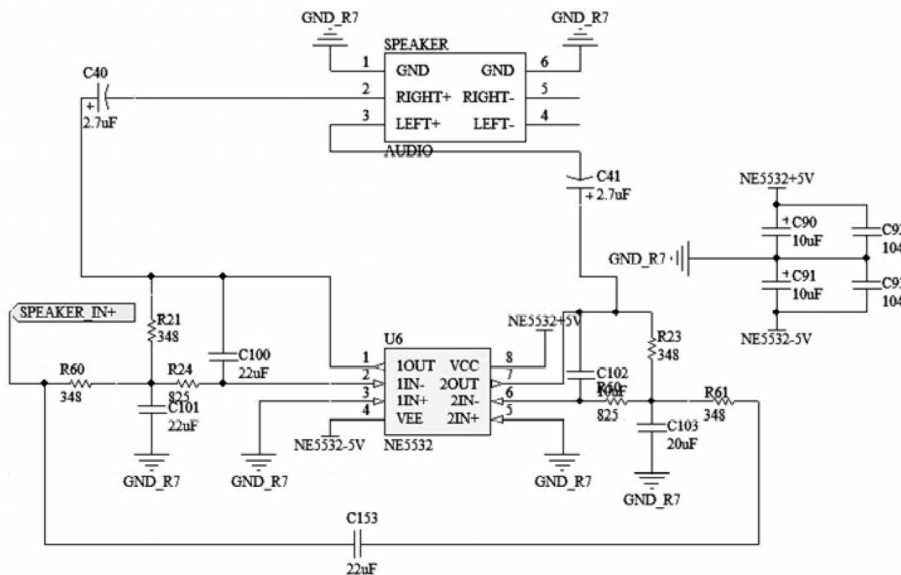 GND_R7
GND_R7
SPEAKER
1 GND GND 6
2 RIGHT+ RIGHT- 5
3 LEFT+ LEFT- 4
AUDIO
C40
+
2.7uF
C41
+ 2.7uF
NE5532+5V
+ C90
10uF
104
GND_R7
+ C91
10uF
104
NE5532-5V
SPEAKER_IN+
R21
348
C100
22uF
R60
348
R24
825
C101
22uF
GND_R7
GND_R7
U6
NE5532+5V
1 1OUT VCC 8
2 1IN- 2OUT 7
3 1IN+ 2IN- 6
4 VEE 2IN+ 5
NE5532-5V
NE5532
R23
348
C102
R60
825
R61
348
C103
20uF
GND_R7
GND_R7
C153
22uF